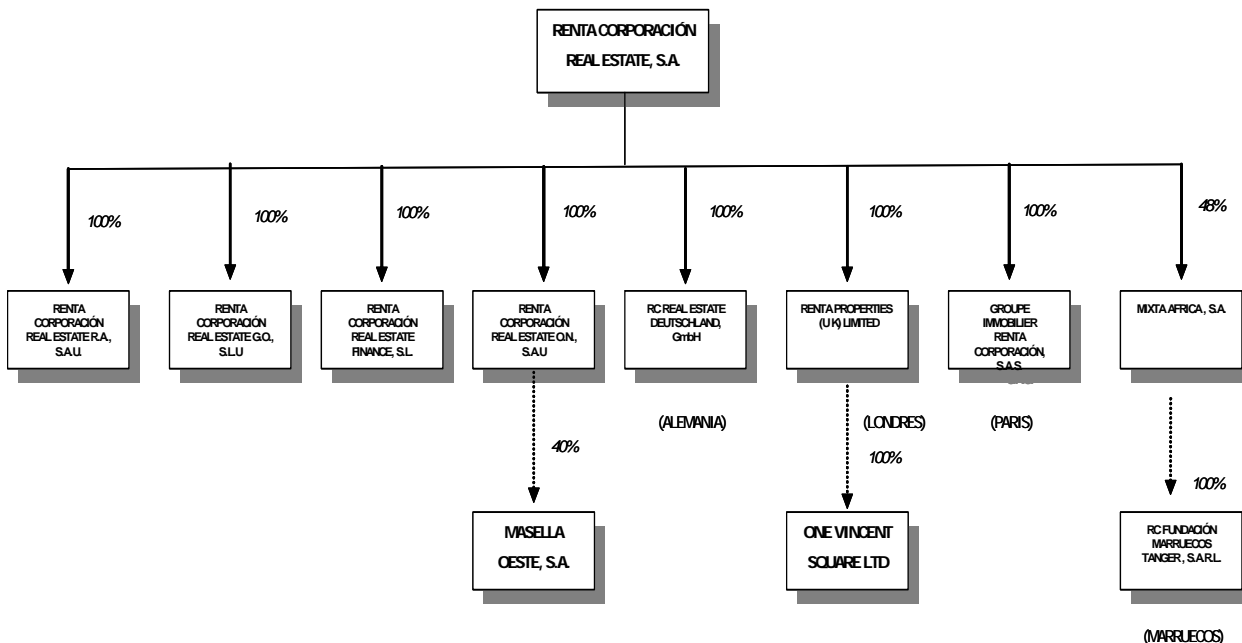 RENTA CORPORACIÓN
REAL ESTATE, S.A.
100%
100%
100%
100%
100%
100%
100%
48%
RENTA
CORPORACIÓN
REAL ESTATE R.A.,
S.A.U.
RENTA
CORPORACIÓN
REAL ESTATE G.O.,
S.L.U
RENTA
CORPORACIÓN
REAL ESTATE
FINANCE, S.L.
RENTA
CORPORACIÓN
REAL ESTATE O.N.,
S.A.U
RC REAL ESTATE
DEUTSCHLAND,
GmbH
RENTA PROPERTIES
(UK) LIMITED
GROUPE
IMMOBILIER
RENTA
CORPORACIÓN,
S.A.S.
MIXTA AFRICA, S.A.
(ALEMANIA)
(LONDRES)
(PARIS)
40%
100%
100%
MASELLA
OESTE, S.A.
ONE VINCENT
SQUARE LTD
RC FUNDACIÓN
MARRUECOS
TANGER, S.A.R.L.
(MARRUECOS)